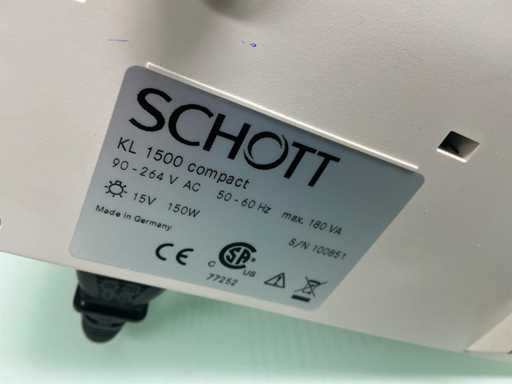 SCHOTT
KL 1500 compact
90-264 V AC 50-60 Hz max. 180 VA
15V 150W S/N 100851
Made in Germany
CE C SA® US
77252